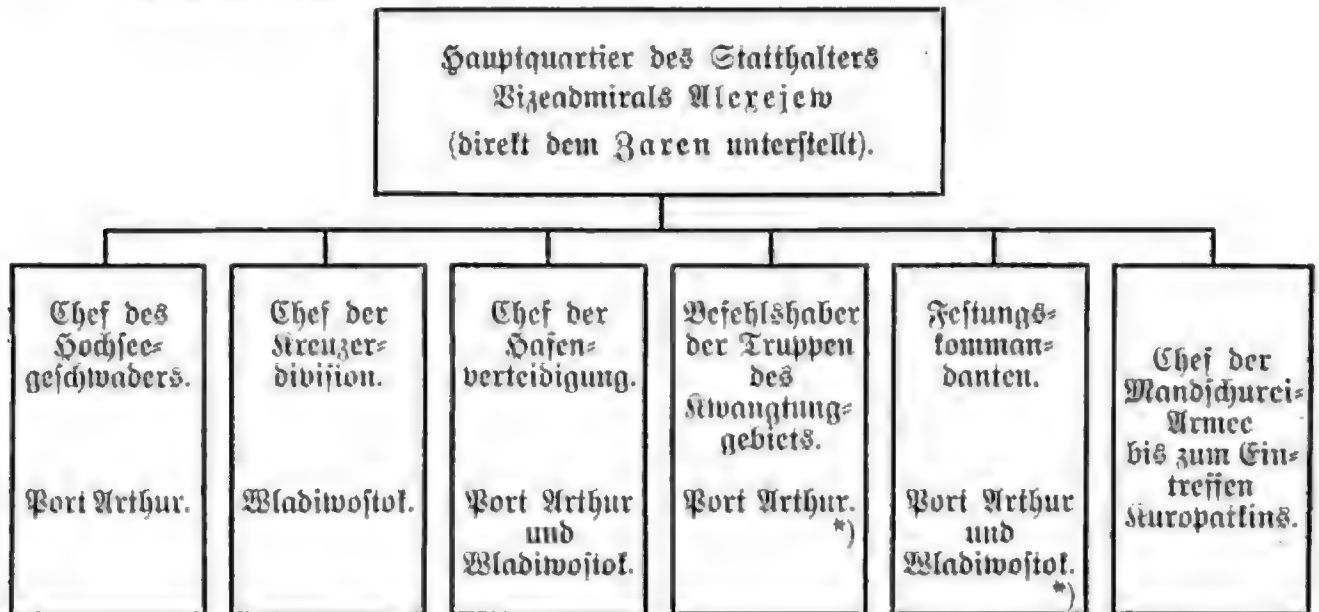 Hauptquartier des Statthalters
Vizeadmirals Alexejew
(direkt dem Zaren unterstellt).
Chef des
Hochsee-
geschwaders.
Port Arthur.
Chef der
Kreuzer-
division.
Wladiwostok.
Chef der
Hafen-
verteidigung.
Port Arthur
und
Wladiwostok.
Befehlshaber
der Truppen
des
Kwangtung-
gebiets.
Port Arthur.
*)
Festungs-
komman-
danten.
Port Arthur
und
Wladiwostok.
*)
Chef der
Mandschurei-
Armee
bis zum Ein-
treffen
Kuropatkins.